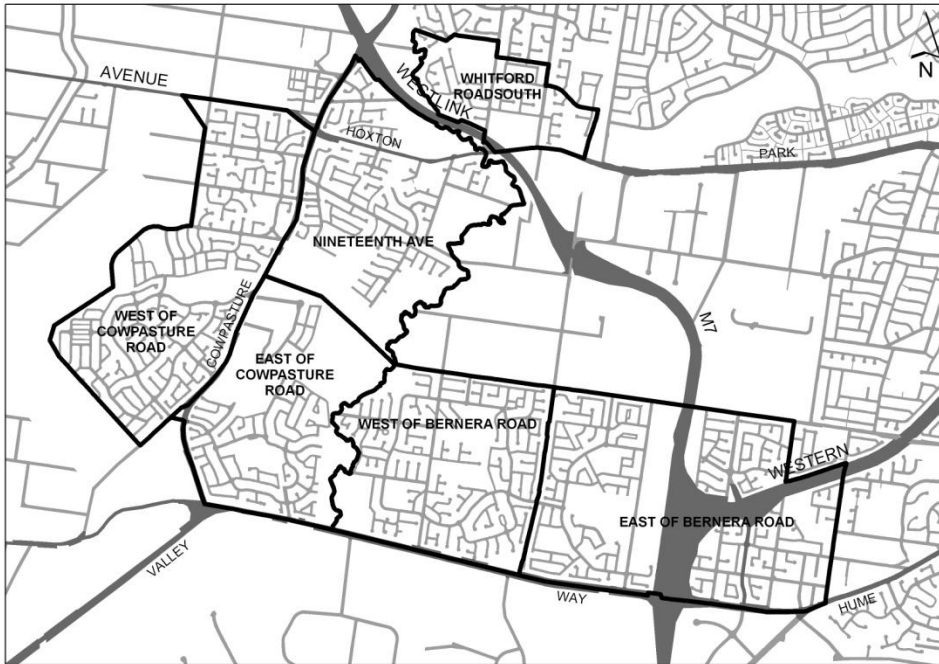 N
AVENUE
WESTLINK
WHITFORD
ROADSOUTH
HOXTON
PARK
NINETEENTH AVE
COWPASTURE
M7
WEST OF
COWPASTURE
ROAD
EAST OF
COWPASTURE
ROAD
WEST OF BERNERA ROAD
WESTERN
EAST OF BERNERA ROAD
VALLEY
WAY
HUME